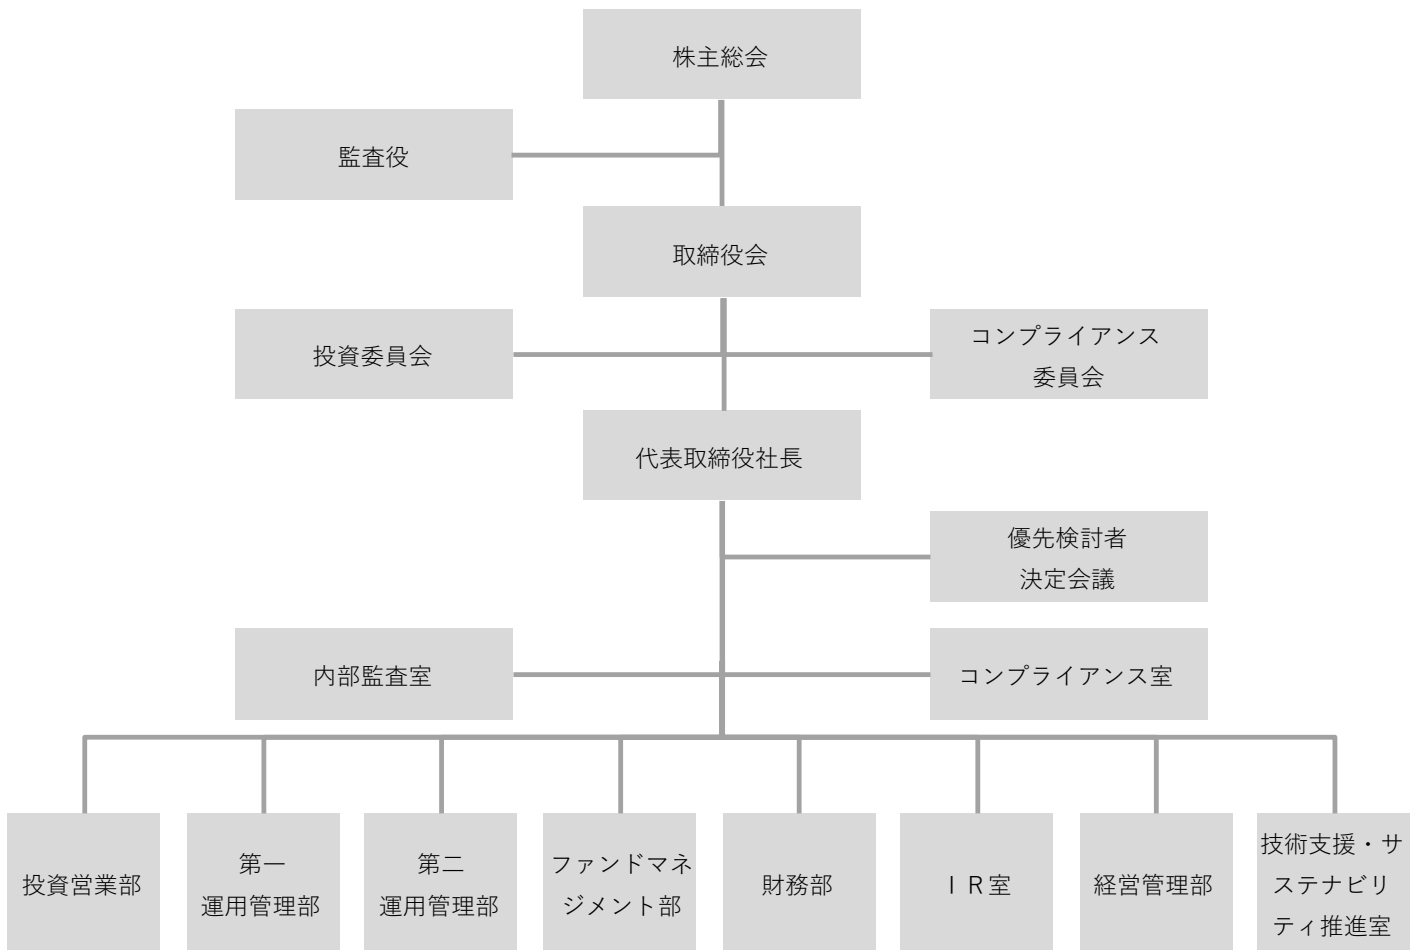 株主総会
監査役
取締役会
投資委員会
コンプライアンス
委員会
代表取締役社長
優先検討者
決定会議
内部監査室
コンプライアンス室
投資営業部
第一
運用管理部
第二
運用管理部
ファンドマネ
ジメント部
財務部
ＩＲ室
経営管理部
技術支援・サ
ステナビリ
ティ推進室